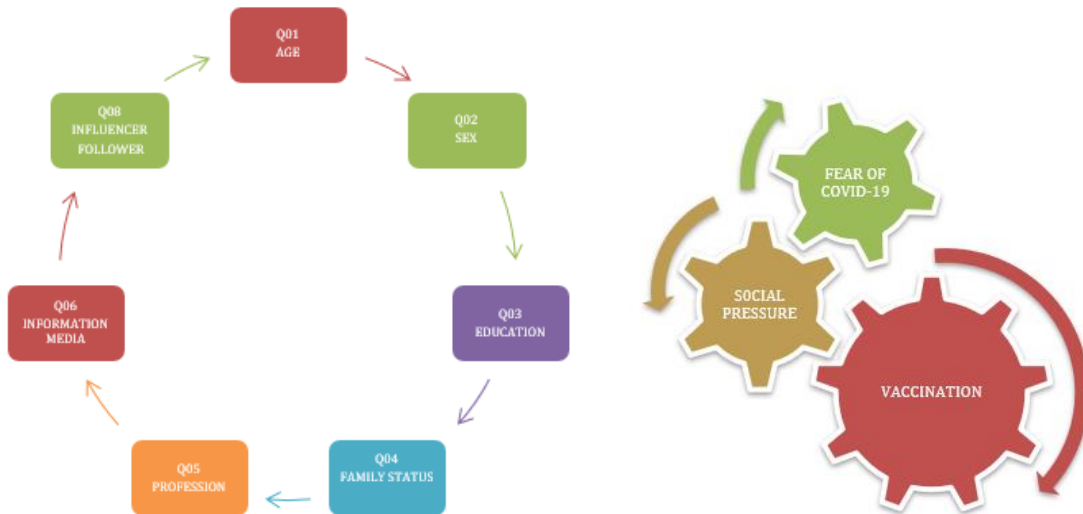 Q01
AGE
Q02
SEX
Q03
EDUCATION
Q04
FAMILY STATUS
Q05
PROFESSION
Q06
INFORMATION
MEDIA
Q08
INFLUENCER
FOLLOWER
FEAR OF
COVID-19
SOCIAL
PRESSURE
VACCINATION